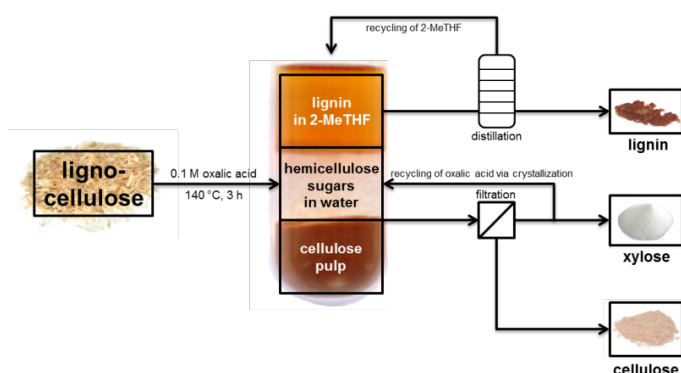 recycling of 2-MeTHF
lignin
in 2-MeTHF
distillation
lignin
ligno-
cellulose
0.1 M oxalic acid
140 °C, 3 h
hemicellulose
sugars
in water
recycling of oxalic acid via crystallization
filtration
xylose
cellulose
pulp
cellulose